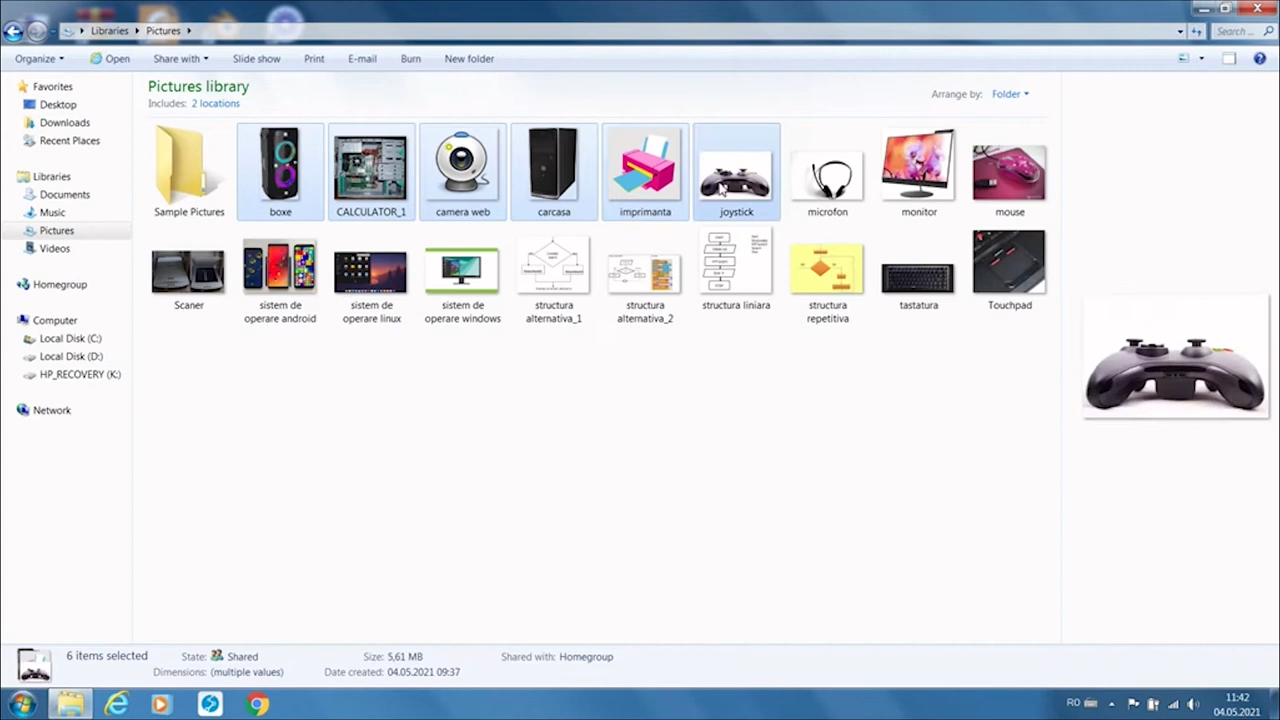 Libraries
Pictures
Search ...
Organize
Open
Share with
Slide show
Print
E-mail
Burn
New folder
Favorites
Desktop
Downloads
Recent Places
Libraries
Documents
Music
Pictures
Videos
Homegroup
Computer
Local Disk (C:)
Local Disk (D:)
HP_RECOVERY (K:)
Network
Pictures library
Includes: 2 locations
Arrange by: Folder
Sample Pictures
boxe
CALCULATOR_1
camera web
carcasa
imprimanta
joystick
microfon
monitor
mouse
Scaner
sistem de
operare android
sistem de
operare linux
sistem de
operare windows
structura
alternativa_1
structura
alternativa_2
structura liniara
structura
repetitiva
tastatura
Touchpad
6 items selected
State: Shared
Size: 5,61 MB
Shared with: Homegroup
Dimensions: (multiple values)
Date created: 04.05.2021 09:37
RO
11:42
04.05.2021